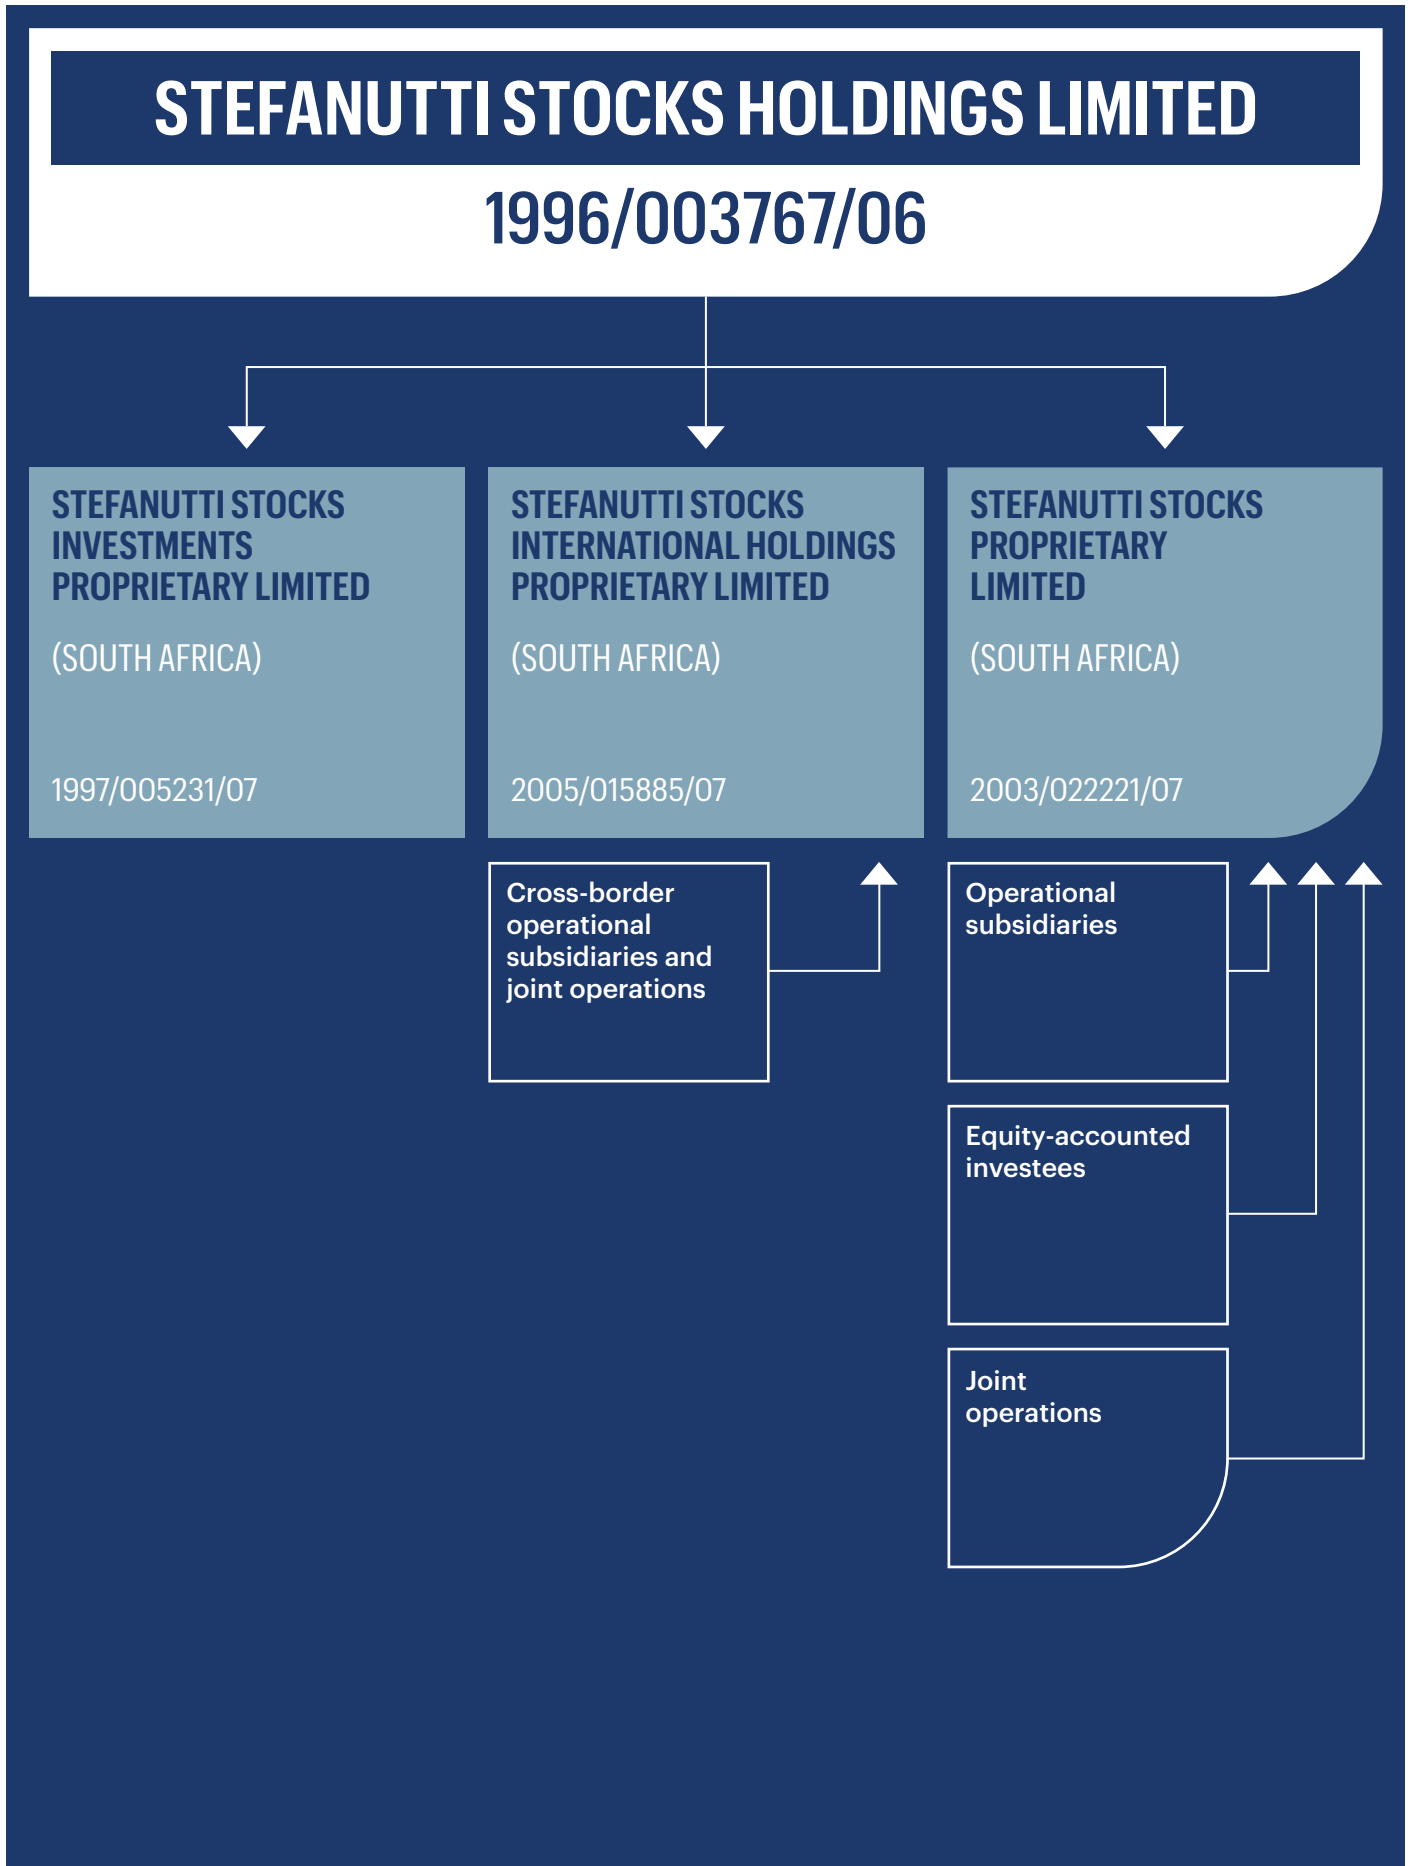 STEFANUTTI STOCKS HOLDINGS LIMITED
1996/003767/06
STEFANUTTI STOCKS
INVESTMENTS
PROPRIETARY LIMITED
(SOUTH AFRICA)
1997/005231/07
STEFANUTTI STOCKS
INTERNATIONAL HOLDINGS
PROPRIETARY LIMITED
(SOUTH AFRICA)
2005/015885/07
STEFANUTTI STOCKS
PROPRIETARY
LIMITED
(SOUTH AFRICA)
2003/022221/07
Cross-border
operational
subsidiaries and
joint operations
Operational
subsidiaries
Equity-accounted
investees
Joint
operations